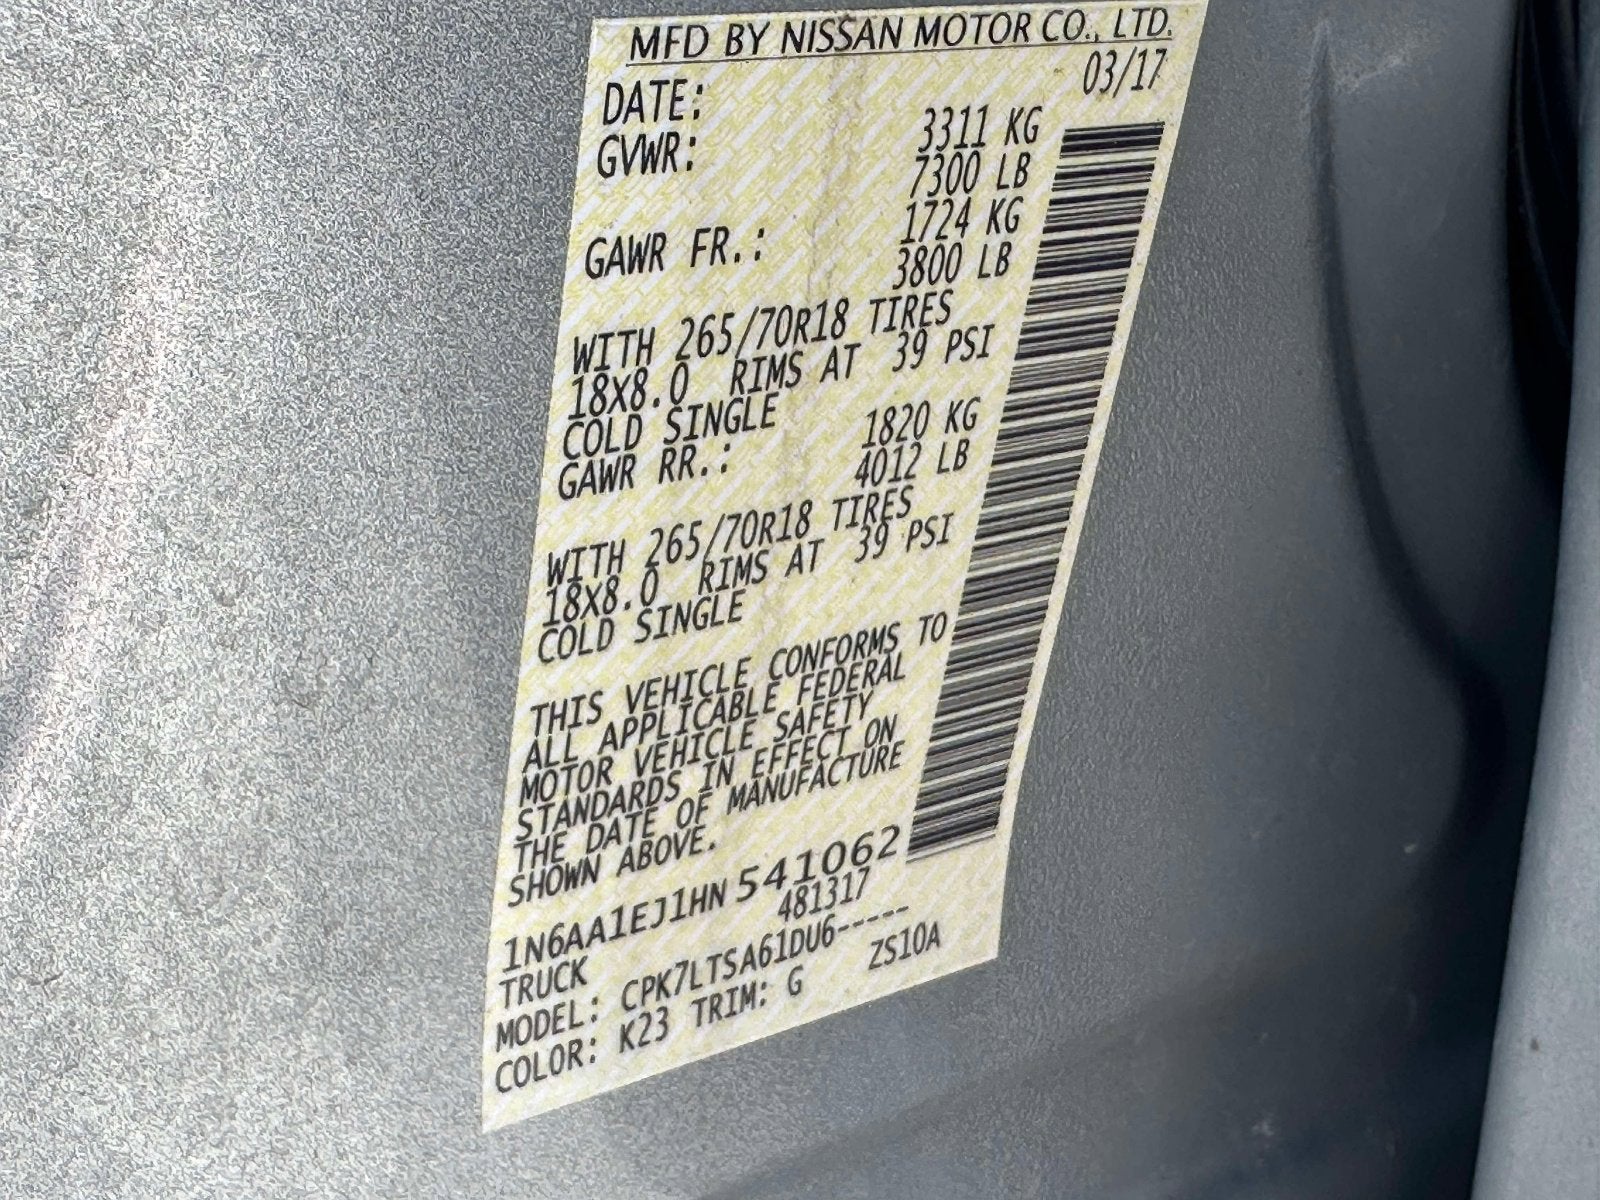 MFD BY NISSAN MOTOR CO., LTD.
DATE: 03/17
GVWR: 3311 KG
7300 LB
GAWR FR.: 1724 KG
3800 LB
WITH 265/70R18 TIRES
18X8.0 RIMS AT 39 PSI
COLD SINGLE
GAWR RR.: 1820 KG
4012 LB
WITH 265/70R18 TIRES
18X8.0 RIMS AT 39 PSI
COLD SINGLE
THIS VEHICLE CONFORMS TO
ALL APPLICABLE FEDERAL
MOTOR VEHICLE SAFETY
STANDARDS IN EFFECT ON
THE DATE OF MANUFACTURE
SHOWN ABOVE.
1N6AA1EJ1HN 541062
TRUCK 481317
MODEL: CPK7LTSA61DU6-----
COLOR: K23 TRIM: G ZS10A